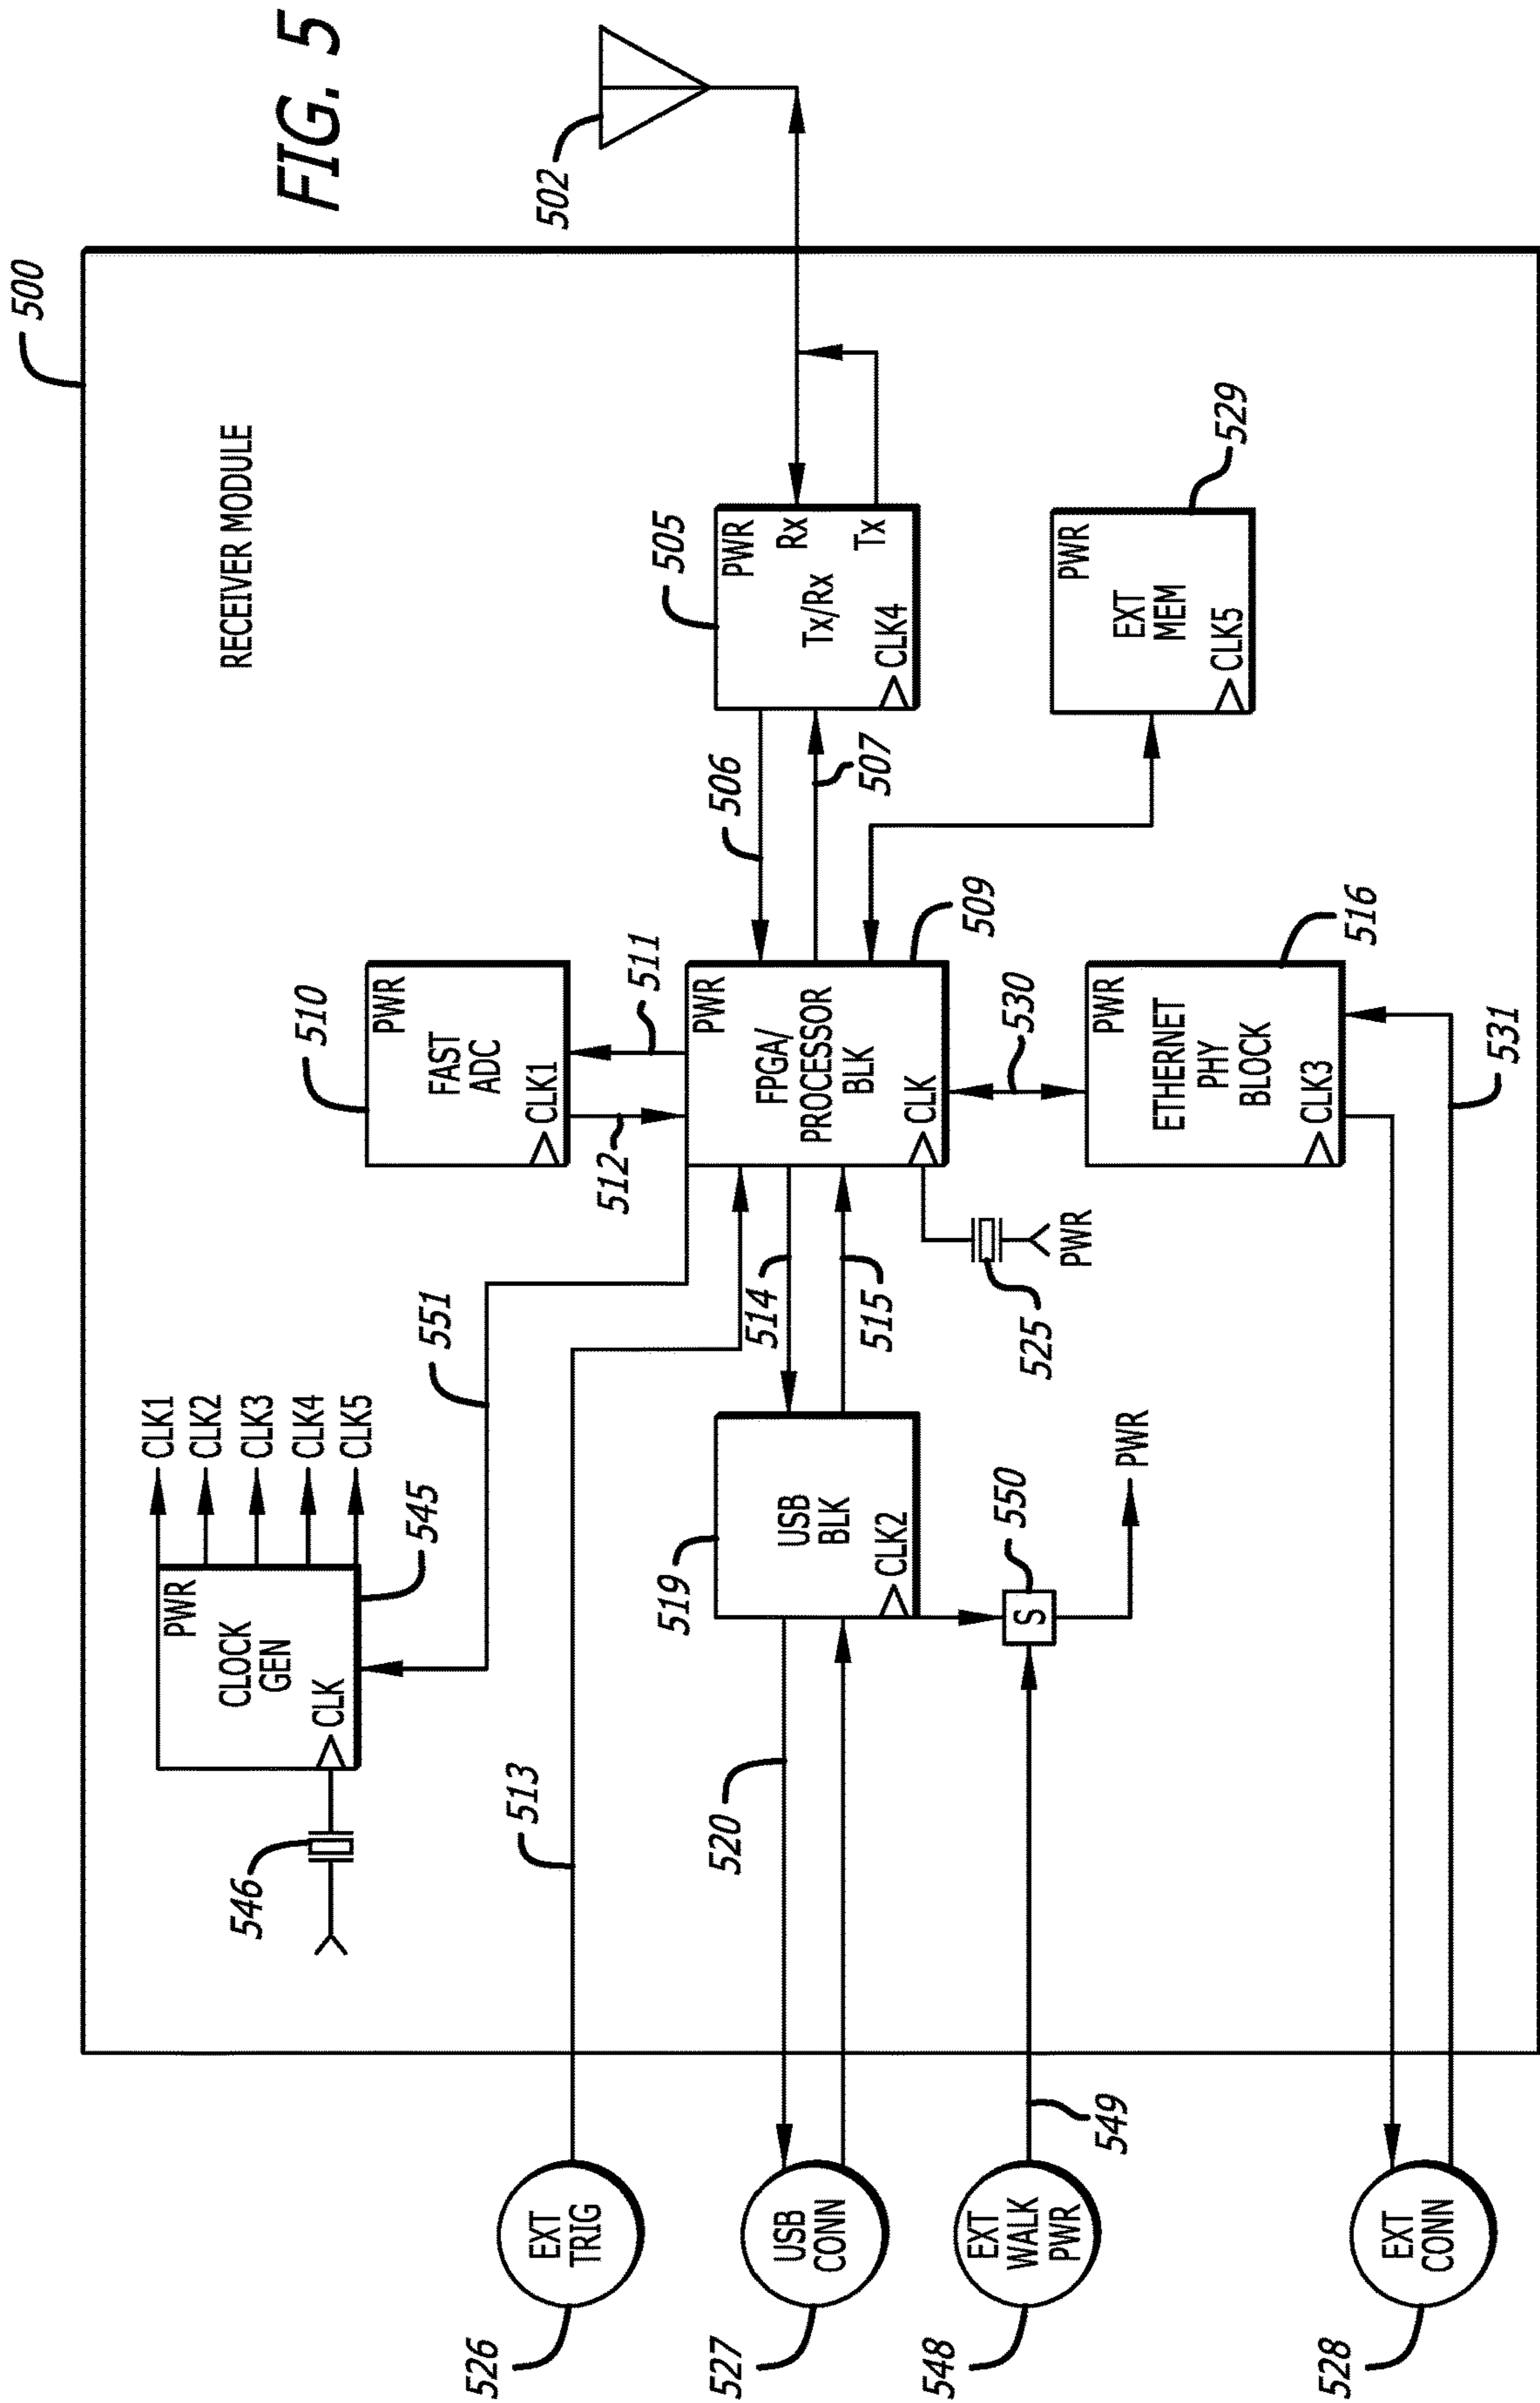 FIG. 5
500
RECEIVER MODULE
502
546
CLOCK
GEN
PWR
CLK
545
CLK1
CLK2
CLK3
CLK4
CLK5
551
510
FAST
ADC
PWR
CLK1
511
512
526
EXT
TRIG
513
527
USB
CONN
520
519
USB
BLK
CLK2
514
515
FPGA/
PROCESSOR
BLK
PWR
CLK
509
506
507
505
PWR
Rx
Tx/Rx
Tx
CLK4
548
EXT
WALK
PWR
549
S
550
PWR
525
PWR
530
EXT
MEM
PWR
CLK5
529
528
EXT
CONN
ETHERNET
PHY
BLOCK
PWR
CLK3
516
531